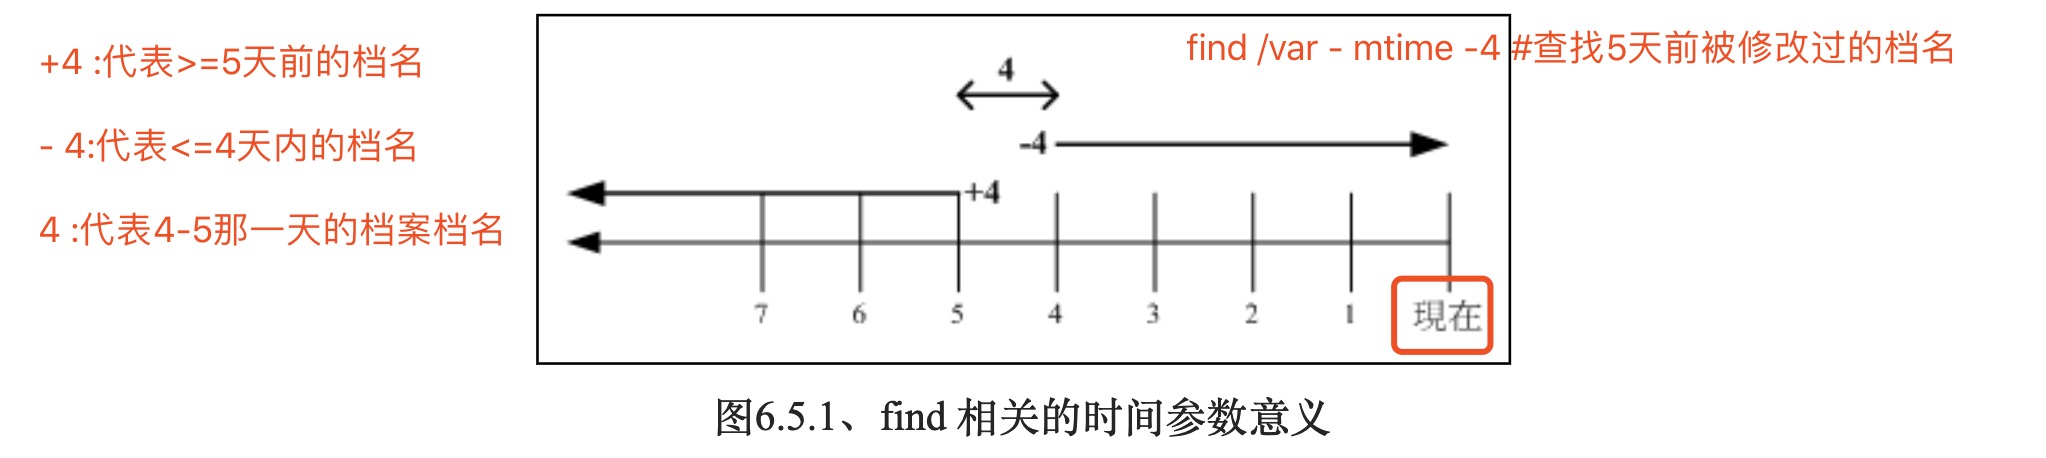 +4 :代表>=5天前的档名
- 4:代表<=4天内的档名
4 :代表4-5那一天的档案档名
find /var - mtime -4 #查找5天前被修改过的档名
4
-4
+4
7 6 5 4 3 2 1 現在
图6.5.1、find 相关的时间参数意义